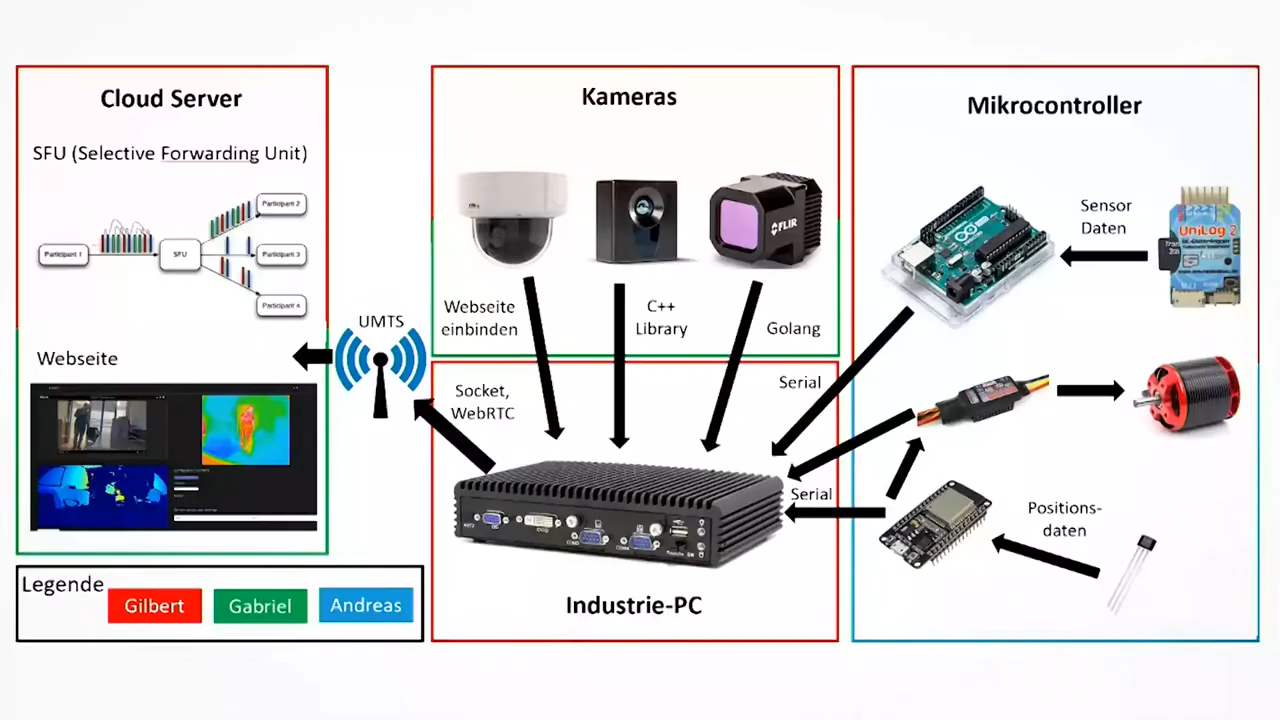 Cloud Server
SFU (Selective Forwarding Unit)
Participant 1
SFU
Participant 2
Participant 3
Participant 4
Webseite
UMTS
Kameras
FLIR
Webseite
einbinden
C++
Library
Golang
Socket,
WebRTC
Serial
Serial
Industrie-PC
Mikrocontroller
Sensor
Daten
UniLog 2
Positions-
daten
Legende
Gilbert
Gabriel
Andreas